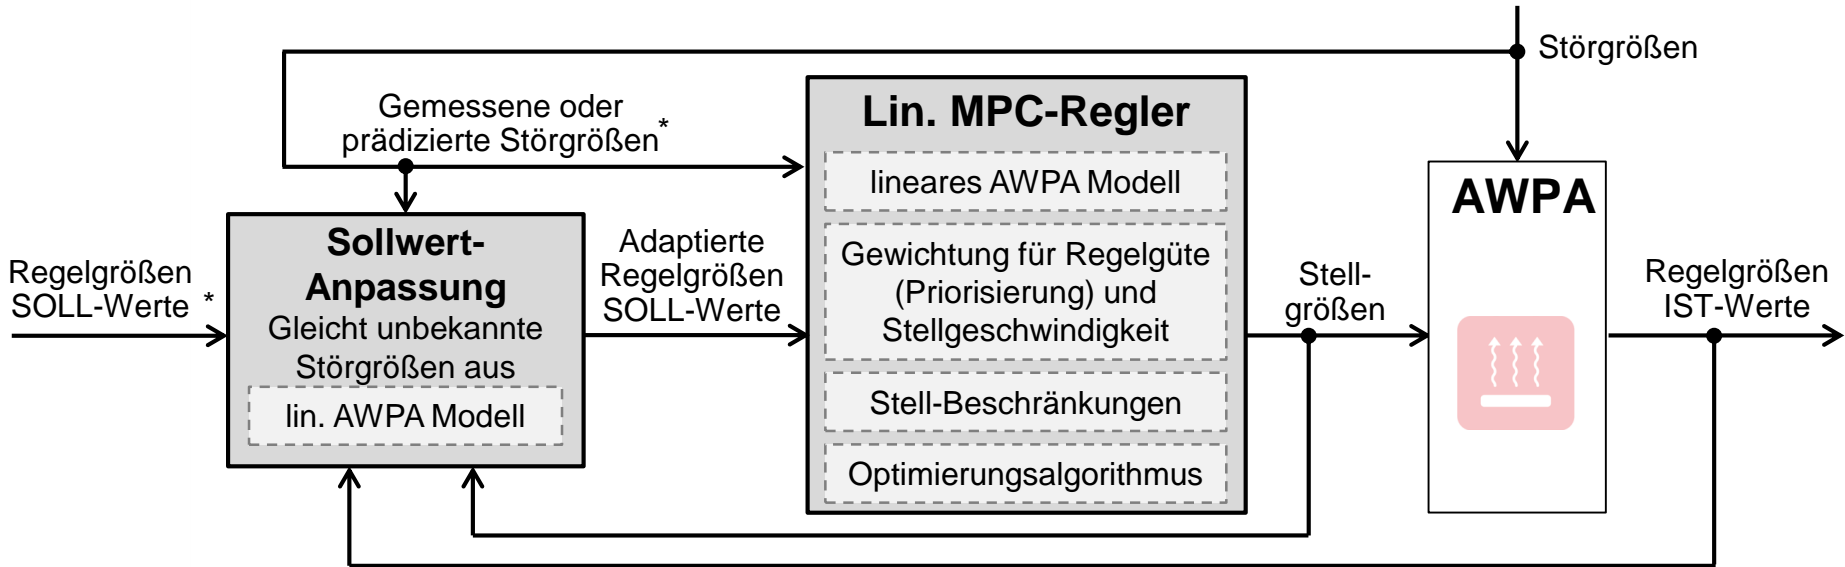 Störgrößen
Gemessene oder
prädizierte Störgrößen*
Lin. MPC-Regler
lineares AWPA Modell
Gewichtung für Regelgüte
(Priorisierung) und
Stellgeschwindigkeit
Stell-Beschränkungen
Optimierungsalgorithmus
AWPA
Regelgrößen
SOLL-Werte *
Sollwert-
Anpassung
Gleicht unbekannte
Störgrößen aus
lin. AWPA Modell
Adaptierte
Regelgrößen
SOLL-Werte
Stell-
größen
Regelgrößen
IST-Werte